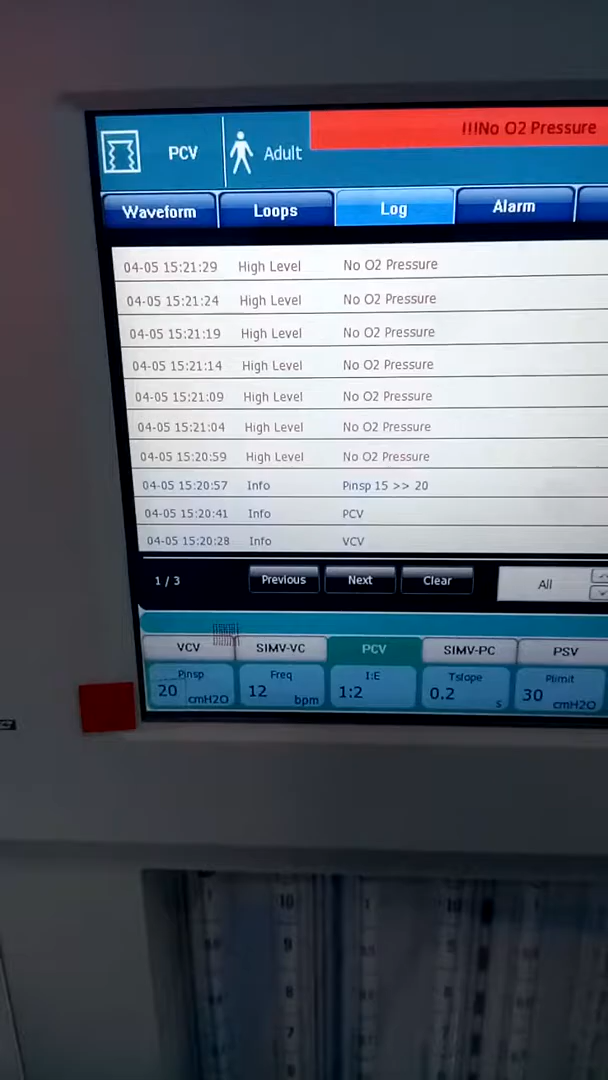 PCV Adult !!!No O2 Pressure
Waveform Loops Log Alarm
04-05 15:21:29 High Level No O2 Pressure
04-05 15:21:24 High Level No O2 Pressure
04-05 15:21:19 High Level No O2 Pressure
04-05 15:21:14 High Level No O2 Pressure
04-05 15:21:09 High Level No O2 Pressure
04-05 15:21:04 High Level No O2 Pressure
04-05 15:20:59 High Level No O2 Pressure
04-05 15:20:57 Info Pinsp 15 >> 20
04-05 15:20:41 Info PCV
04-05 15:20:28 Info VCV
1 / 3 Previous Next Clear All
VCV SIMV-VC PCV SIMV-PC PSV
Pinsp Freq I:E Tslope Plimit
20 cmH2O 12 bpm 1:2 0.2 s 30 cmH2O
10 1 10
9
8
7